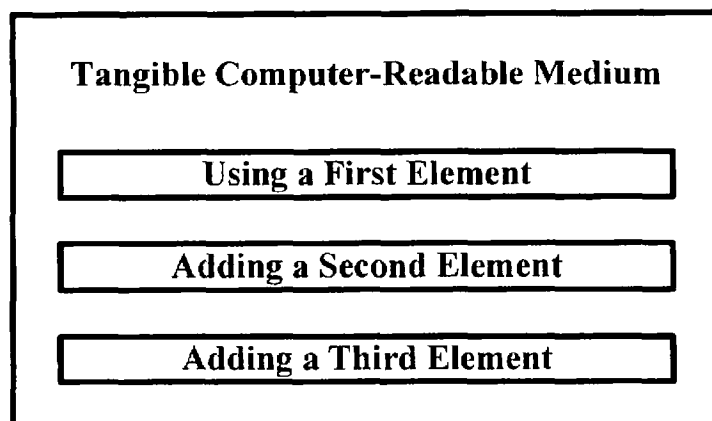 Tangible Computer-Readable Medium
Using a First Element
Adding a Second Element
Adding a Third Element